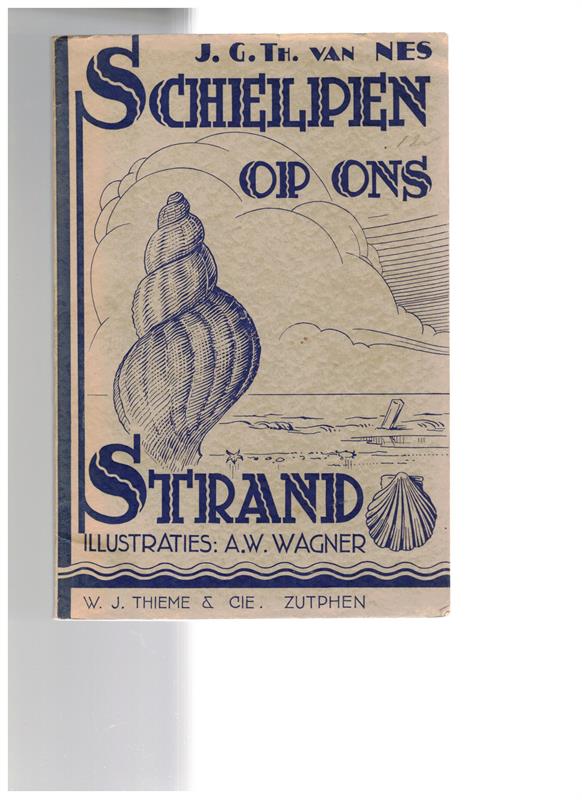 J. G. TH. VAN NES
SCHELPEN
OP ONS
STRAND
ILLUSTRATIES: A.W. WAGNER
W. J. THIEME & CIE. ZUTPHEN